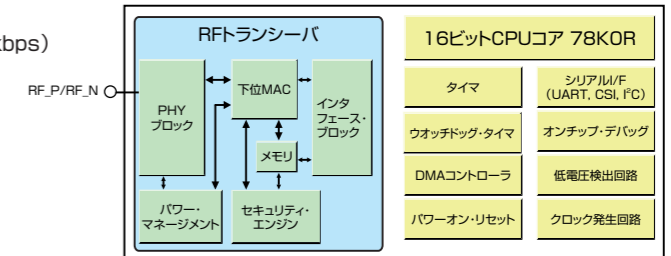 kbps）
RF_P/RF_N
RFトランシーバ
PHY
ブロック
下位MAC
インタ
フェース・
ブロック
メモリ
パワー・
マネージメント
セキュリティ・
エンジン
16ビットCPUコア 78K0R
タイマ
シリアルI/F
(UART, CSI, I²C)
ウオッチドッグ・タイマ
オンチップ・デバッグ
DMAコントローラ
低電圧検出回路
パワーオン・リセット
クロック発生回路